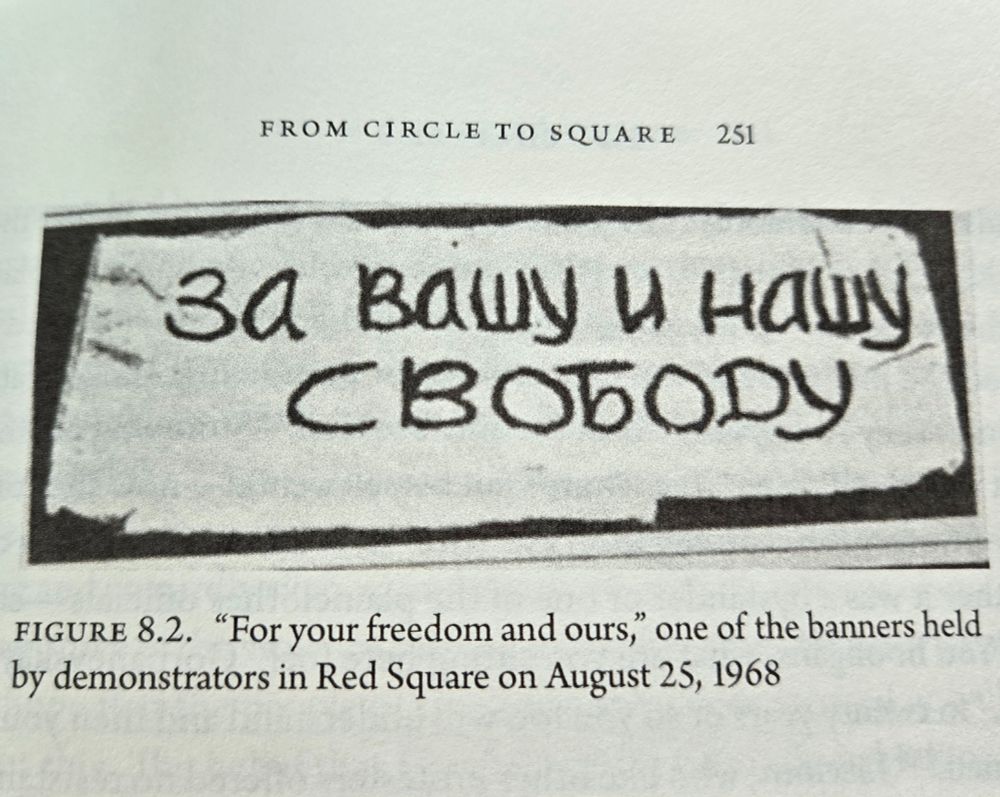 FROM CIRCLE TO SQUARE 251
За вашу и нашу
СВОБОДУ
FIGURE 8.2. “For your freedom and ours,” one of the banners held
by demonstrators in Red Square on August 25, 1968